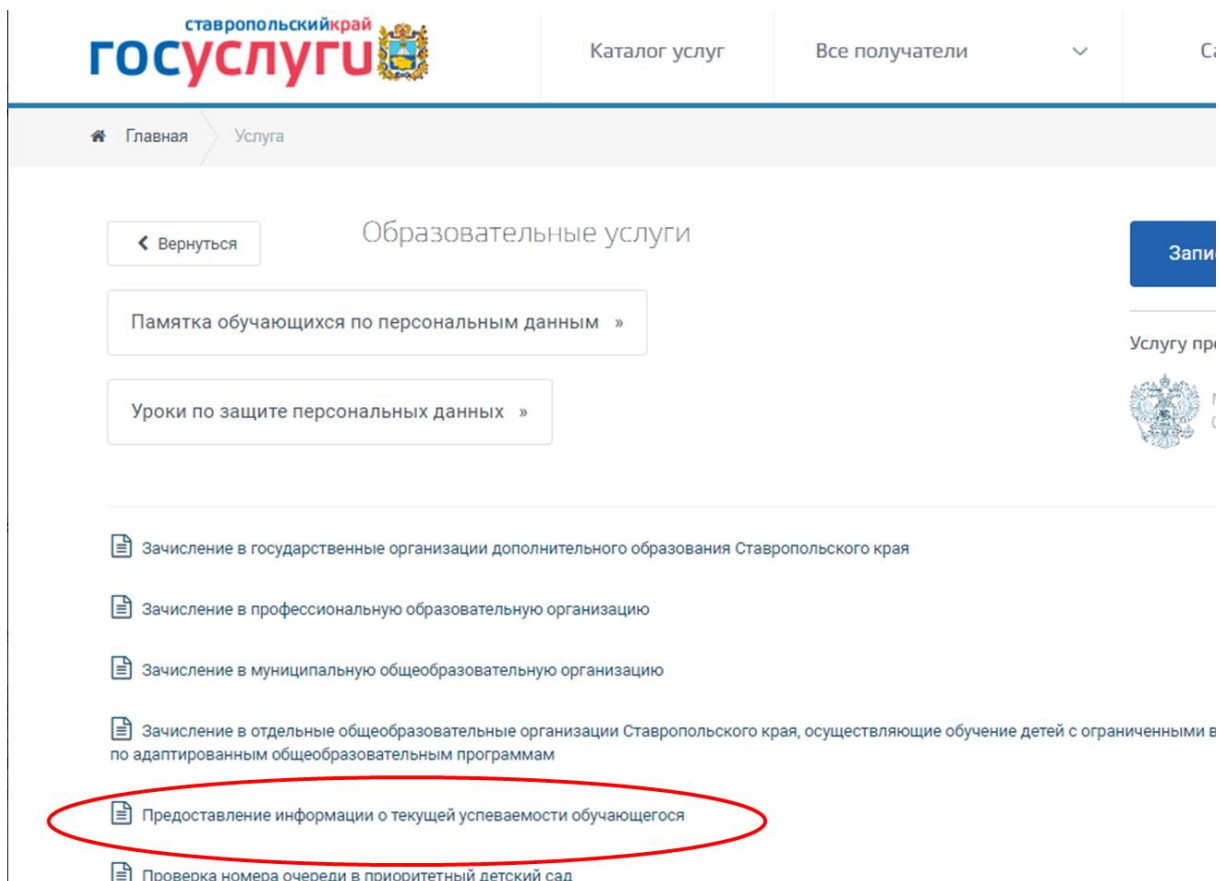 ставропольскийкрай
госуслуги
Каталог услуг
Все получатели
Главная
Услуга
Вернуться
Образовательные услуги
Памятка обучающихся по персональным данным »
Уроки по защите персональных данных »
Услугу
Зачисление в государственные организации дополнительного образования Ставропольского края
Зачисление в профессиональную образовательную организацию
Зачисление в муниципальную общеобразовательную организацию
Зачисление в отдельные общеобразовательные организации Ставропольского края, осуществляющие обучение детей с ограниченными в
по адаптированным общеобразовательным программам
Предоставление информации о текущей успеваемости обучающегося
Проверка номера очереди в приоритетный детский сад